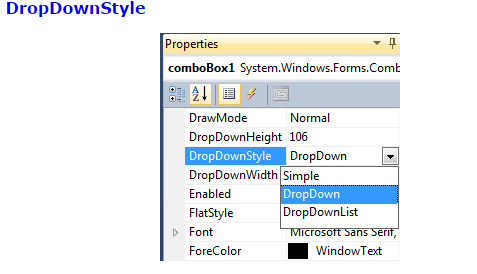 DropDownStyle
Properties
comboBox1 System.Windows.Forms.Comb
A
Z
DrawMode Normal
DropDownHeight 106
DropDownStyle DropDown
DropDownWidth
Simple
Enabled
DropDown
FlatStyle
DropDownList
Font Microsoft Sans Serif,
ForeColor WindowText